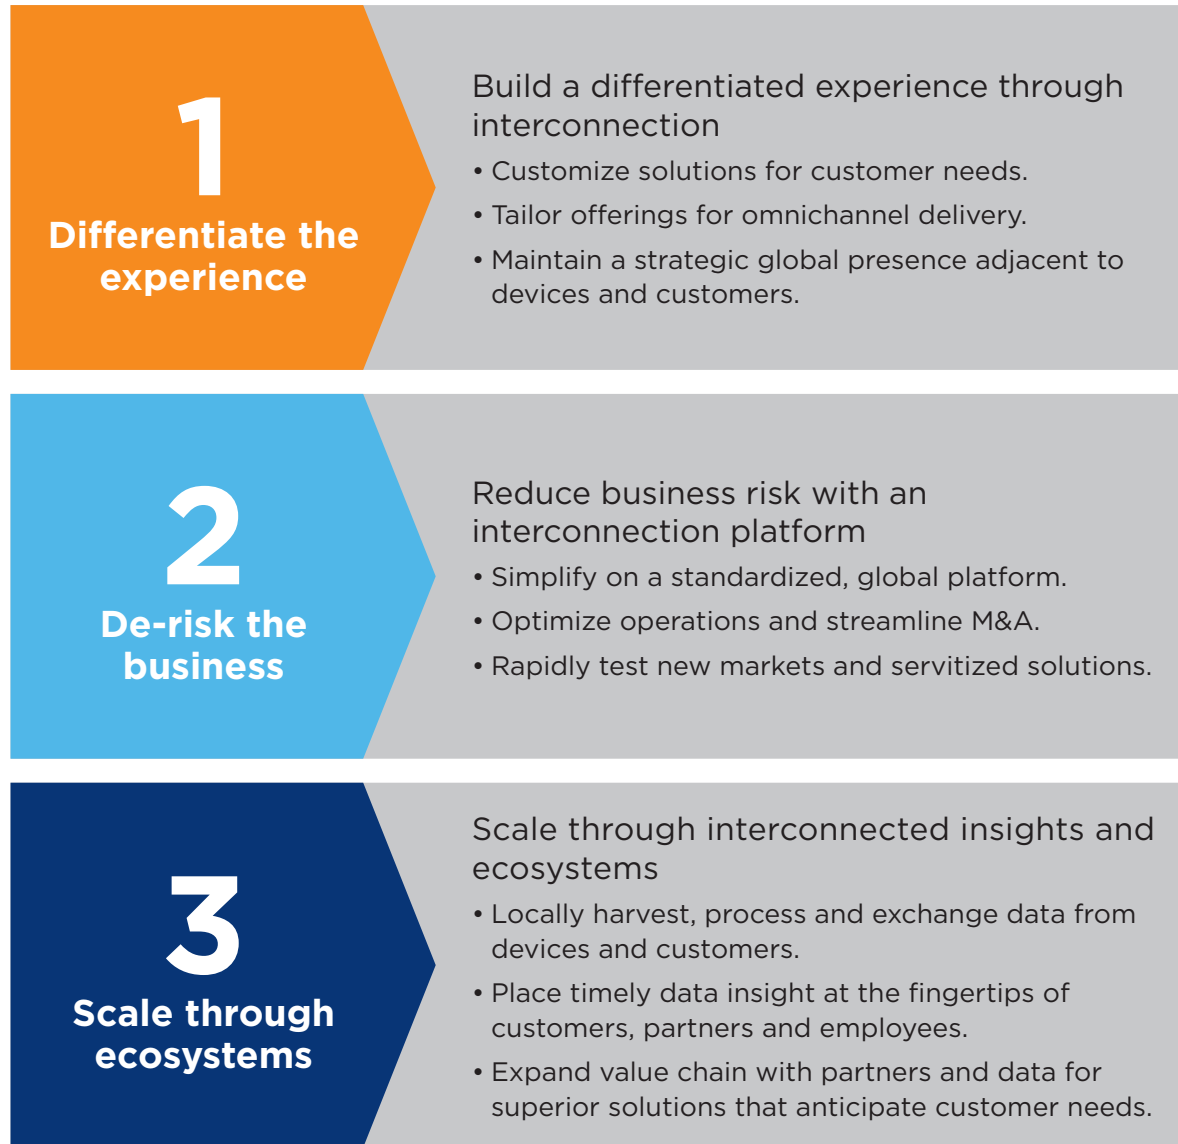 1
Differentiate the
experience
Build a differentiated experience through
interconnection
• Customize solutions for customer needs.
• Tailor offerings for omnichannel delivery.
• Maintain a strategic global presence adjacent to
devices and customers.
2
De-risk the
business
Reduce business risk with an
interconnection platform
• Simplify on a standardized, global platform.
• Optimize operations and streamline M&A.
• Rapidly test new markets and servitized solutions.
3
Scale through
ecosystems
Scale through interconnected insights and
ecosystems
• Locally harvest, process and exchange data from
devices and customers.
• Place timely data insight at the fingertips of
customers, partners and employees.
• Expand value chain with partners and data for
superior solutions that anticipate customer needs.